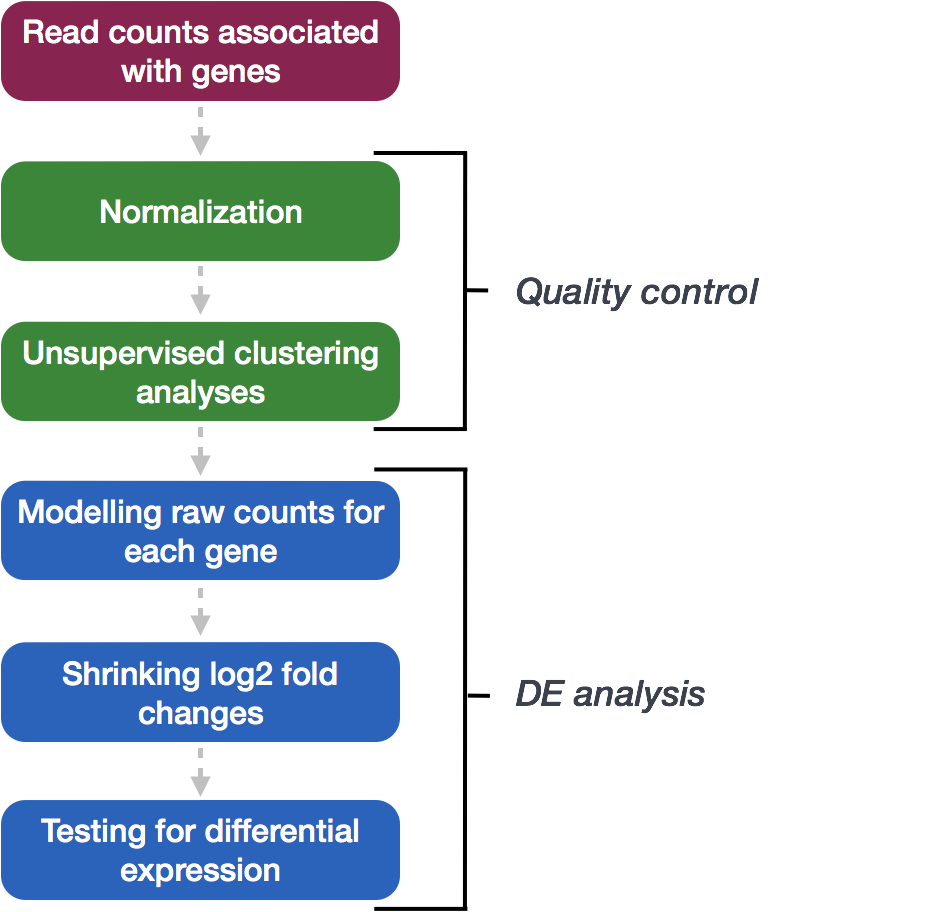 Read counts associated
with genes
Normalization
Quality control
Unsupervised clustering
analyses
Modelling raw counts for
each gene
Shrinking log2 fold
changes
DE analysis
Testing for differential
expression